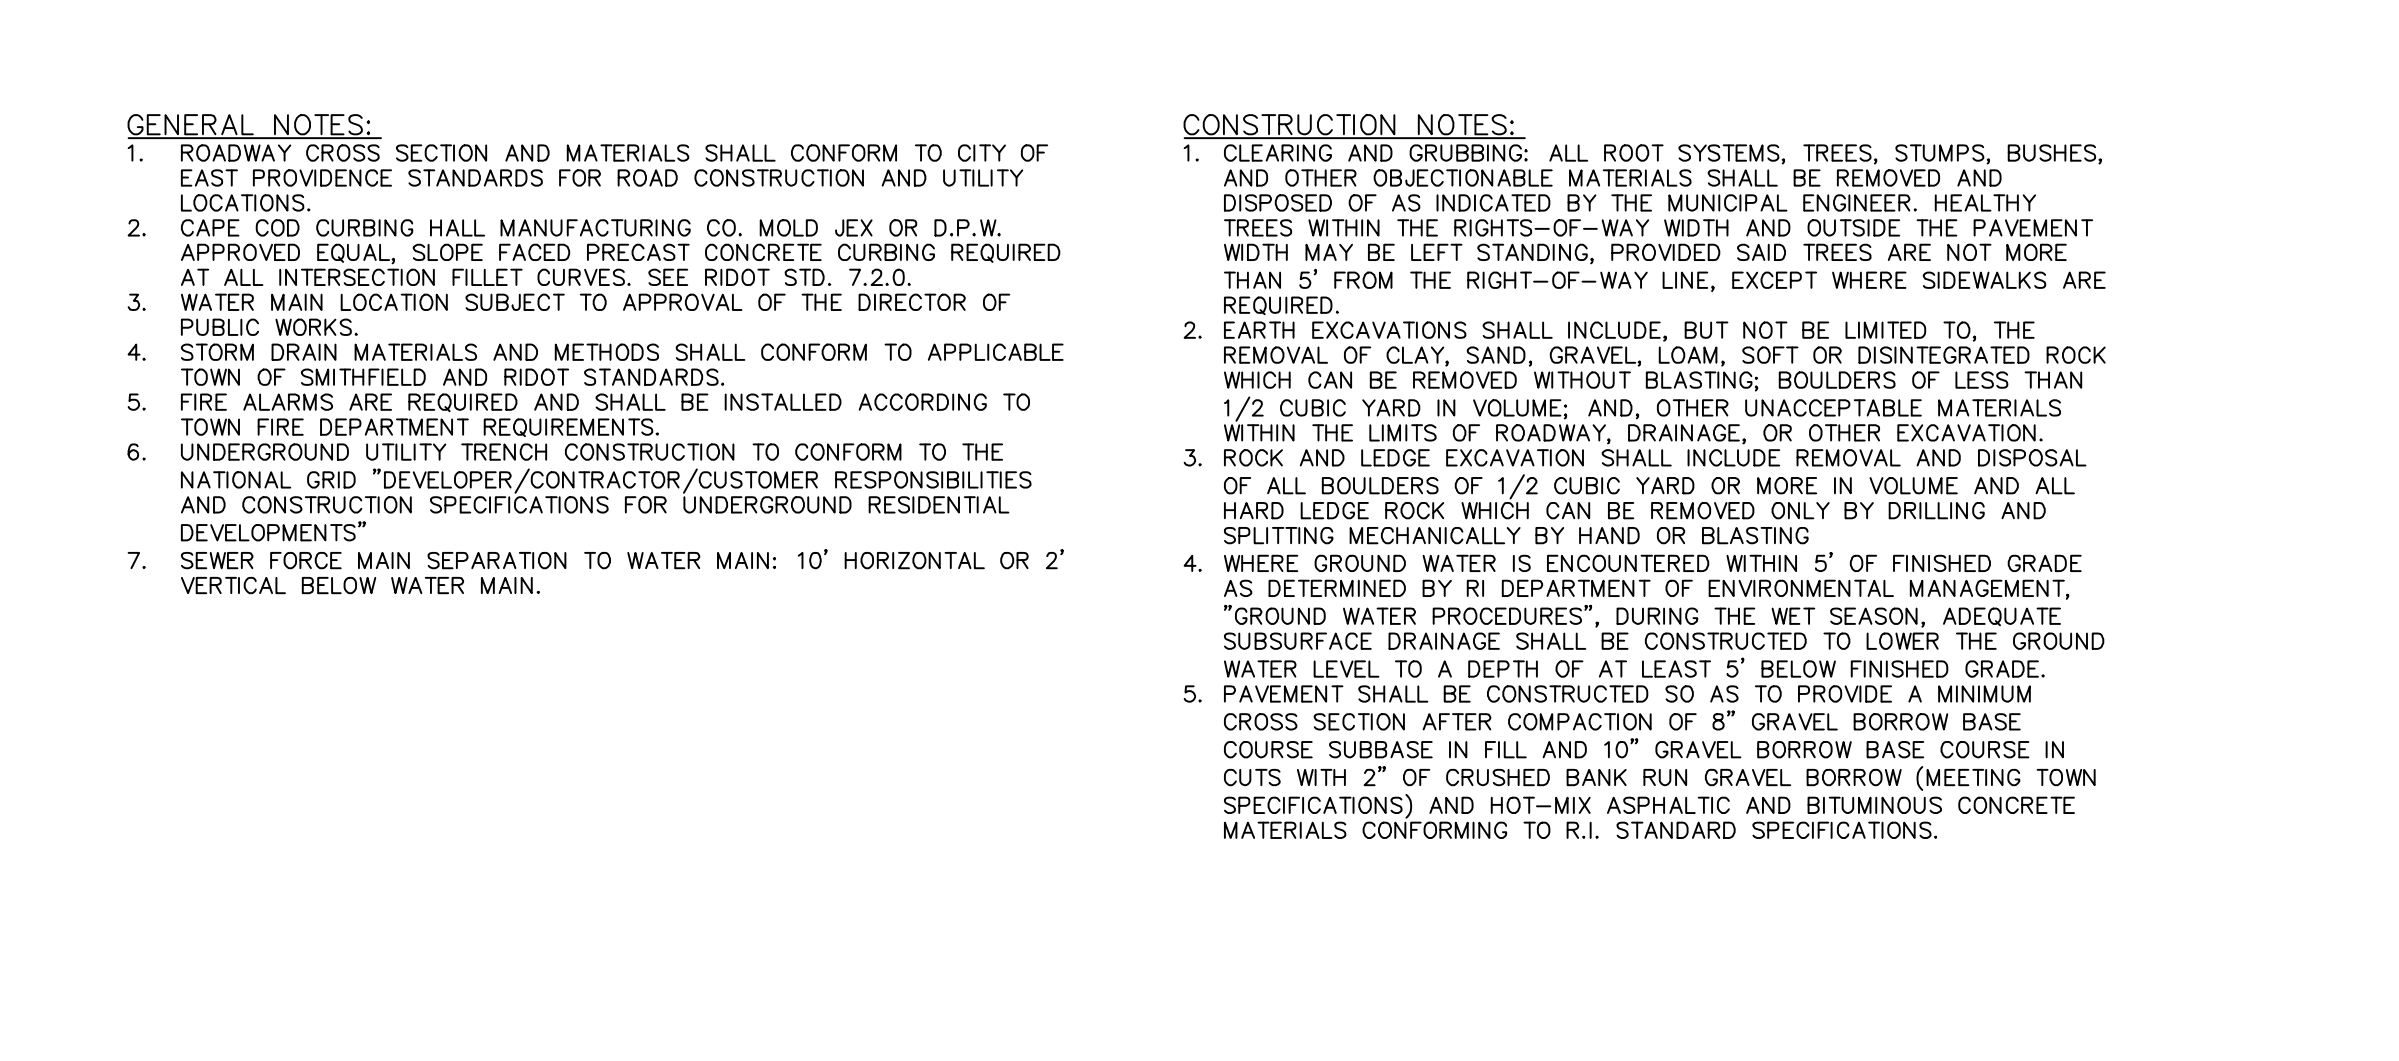 GENERAL NOTES:
1. ROADWAY CROSS SECTION AND MATERIALS SHALL CONFORM TO CITY OF
EAST PROVIDENCE STANDARDS FOR ROAD CONSTRUCTION AND UTILITY
LOCATIONS.
2. CAPE COD CURBING HALL MANUFACTURING CO. MOLD JEX OR D.P.W.
APPROVED EQUAL, SLOPE FACED PRECAST CONCRETE CURBING REQUIRED
AT ALL INTERSECTION FILLET CURVES. SEE RIDOT STD. 7.2.0.
3. WATER MAIN LOCATION SUBJECT TO APPROVAL OF THE DIRECTOR OF
PUBLIC WORKS.
4. STORM DRAIN MATERIALS AND METHODS SHALL CONFORM TO APPLICABLE
TOWN OF SMITHFIELD AND RIDOT STANDARDS.
5. FIRE ALARMS ARE REQUIRED AND SHALL BE INSTALLED ACCORDING TO
TOWN FIRE DEPARTMENT REQUIREMENTS.
6. UNDERGROUND UTILITY TRENCH CONSTRUCTION TO CONFORM TO THE
NATIONAL GRID "DEVELOPER/CONTRACTOR/CUSTOMER RESPONSIBILITIES
AND CONSTRUCTION SPECIFICATIONS FOR UNDERGROUND RESIDENTIAL
DEVELOPMENTS"
7. SEWER FORCE MAIN SEPARATION TO WATER MAIN: 10' HORIZONTAL OR 2'
VERTICAL BELOW WATER MAIN.
CONSTRUCTION NOTES:
1. CLEARING AND GRUBBING: ALL ROOT SYSTEMS, TREES, STUMPS, BUSHES,
AND OTHER OBJECTIONABLE MATERIALS SHALL BE REMOVED AND
DISPOSED OF AS INDICATED BY THE MUNICIPAL ENGINEER. HEALTHY
TREES WITHIN THE RIGHTS-OF-WAY WIDTH AND OUTSIDE THE PAVEMENT
WIDTH MAY BE LEFT STANDING, PROVIDED SAID TREES ARE NOT MORE
THAN 5' FROM THE RIGHT-OF-WAY LINE, EXCEPT WHERE SIDEWALKS ARE
REQUIRED.
2. EARTH EXCAVATIONS SHALL INCLUDE, BUT NOT BE LIMITED TO, THE
REMOVAL OF CLAY, SAND, GRAVEL, LOAM, SOFT OR DISINTEGRATED ROCK
WHICH CAN BE REMOVED WITHOUT BLASTING; BOULDERS OF LESS THAN
1/2 CUBIC YARD IN VOLUME; AND, OTHER UNACCEPTABLE MATERIALS
WITHIN THE LIMITS OF ROADWAY, DRAINAGE, OR OTHER EXCAVATION.
3. ROCK AND LEDGE EXCAVATION SHALL INCLUDE REMOVAL AND DISPOSAL
OF ALL BOULDERS OF 1/2 CUBIC YARD OR MORE IN VOLUME AND ALL
HARD LEDGE ROCK WHICH CAN BE REMOVED ONLY BY DRILLING AND
SPLITTING MECHANICALLY BY HAND OR BLASTING
4. WHERE GROUND WATER IS ENCOUNTERED WITHIN 5' OF FINISHED GRADE
AS DETERMINED BY RI DEPARTMENT OF ENVIRONMENTAL MANAGEMENT,
"GROUND WATER PROCEDURES", DURING THE WET SEASON, ADEQUATE
SUBSURFACE DRAINAGE SHALL BE CONSTRUCTED TO LOWER THE GROUND
WATER LEVEL TO A DEPTH OF AT LEAST 5' BELOW FINISHED GRADE.
5. PAVEMENT SHALL BE CONSTRUCTED SO AS TO PROVIDE A MINIMUM
CROSS SECTION AFTER COMPACTION OF 8" GRAVEL BORROW BASE
COURSE SUBBASE IN FILL AND 10" GRAVEL BORROW BASE COURSE IN
CUTS WITH 2" OF CRUSHED BANK RUN GRAVEL BORROW (MEETING TOWN
SPECIFICATIONS) AND HOT-MIX ASPHALTIC AND BITUMINOUS CONCRETE
MATERIALS CONFORMING TO R.I. STANDARD SPECIFICATIONS.